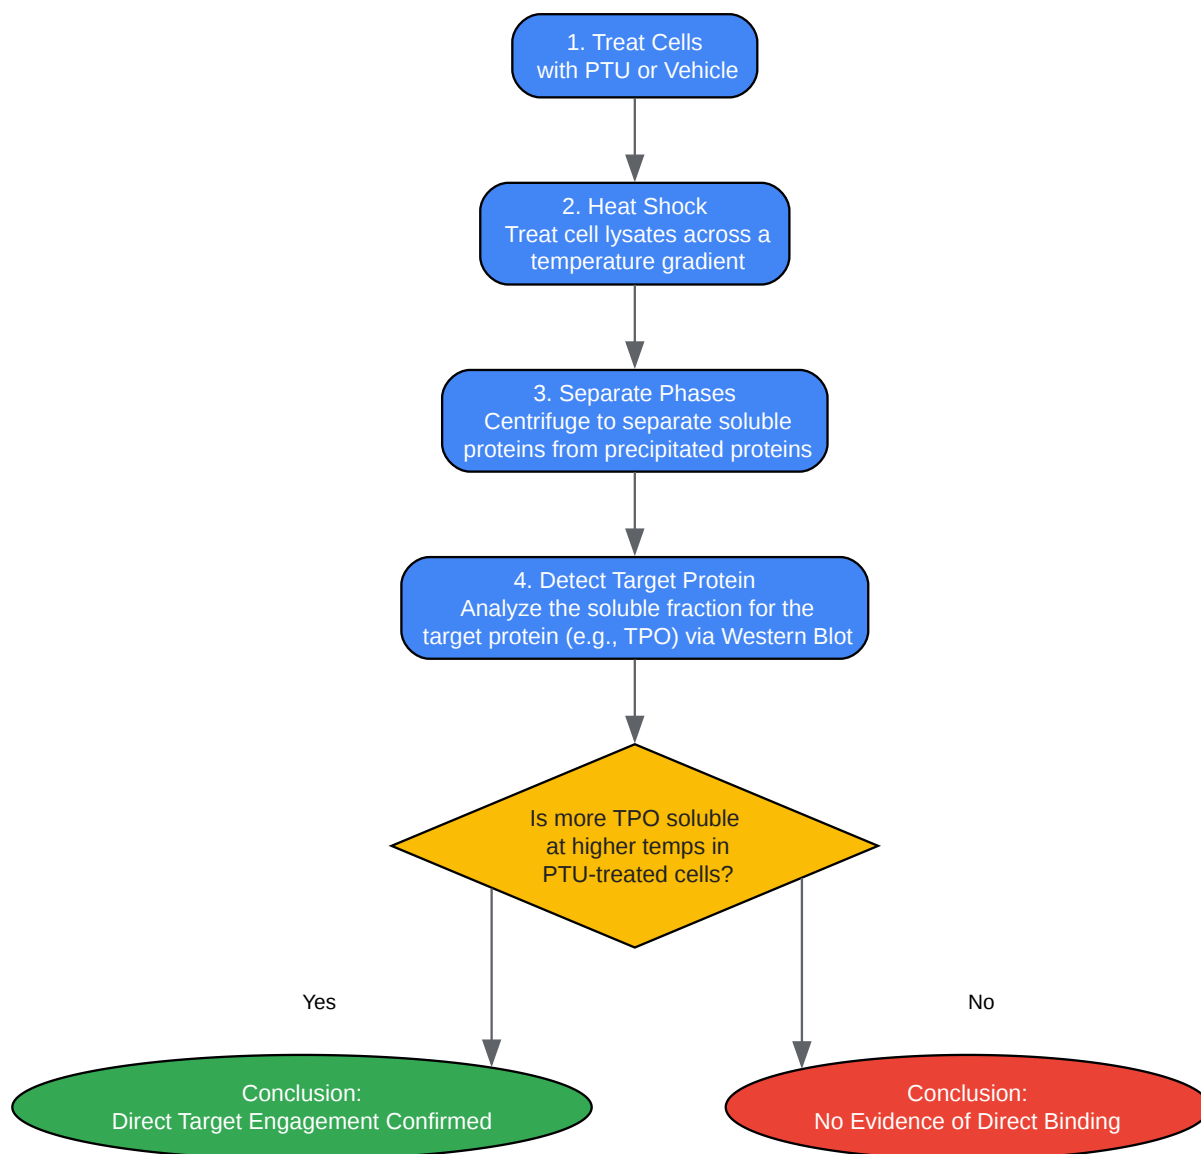 1. Treat Cells
with PTU or Vehicle
2. Heat Shock
Treat cell lysates across a
temperature gradient
3. Separate Phases
Centrifuge to separate soluble
proteins from precipitated proteins
4. Detect Target Protein
Analyze the soluble fraction for the
target protein (e.g., TPO) via Western Blot
Is more TPO soluble
at higher temps in
PTU-treated cells?
Yes
No
Conclusion:
Direct Target Engagement Confirmed
Conclusion:
No Evidence of Direct Binding